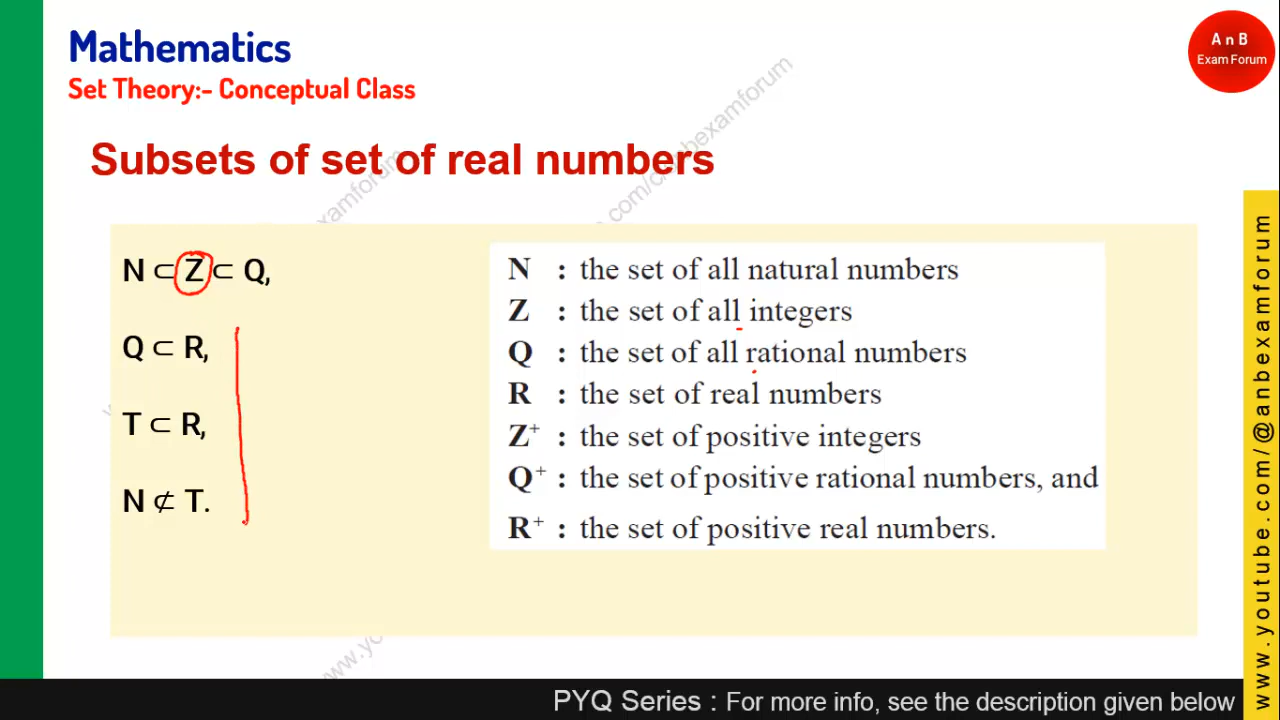 Mathematics
Set Theory:- Conceptual Class
A n B
Exam Forum
Subsets of set of real numbers
N ⊂ Z ⊂ Q,
Q ⊂ R,
T ⊂ R,
N ⊄ T.
N : the set of all natural numbers
Z : the set of all integers
Q : the set of all rational numbers
R : the set of real numbers
Z⁺ : the set of positive integers
Q⁺ : the set of positive rational numbers, and
R⁺ : the set of positive real numbers.
www.youtube.com/@anbexamforum
PYQ Series : For more info, see the description given below